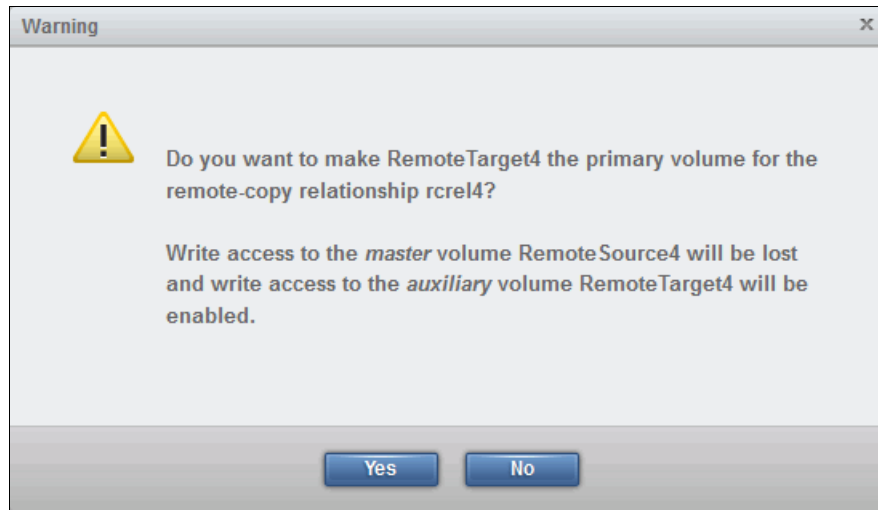 Warning
x
Do you want to make RemoteTarget4 the primary volume for the
remote-copy relationship rcrel4?
Write access to the master volume RemoteSource4 will be lost
and write access to the auxiliary volume RemoteTarget4 will be
enabled.
Yes No